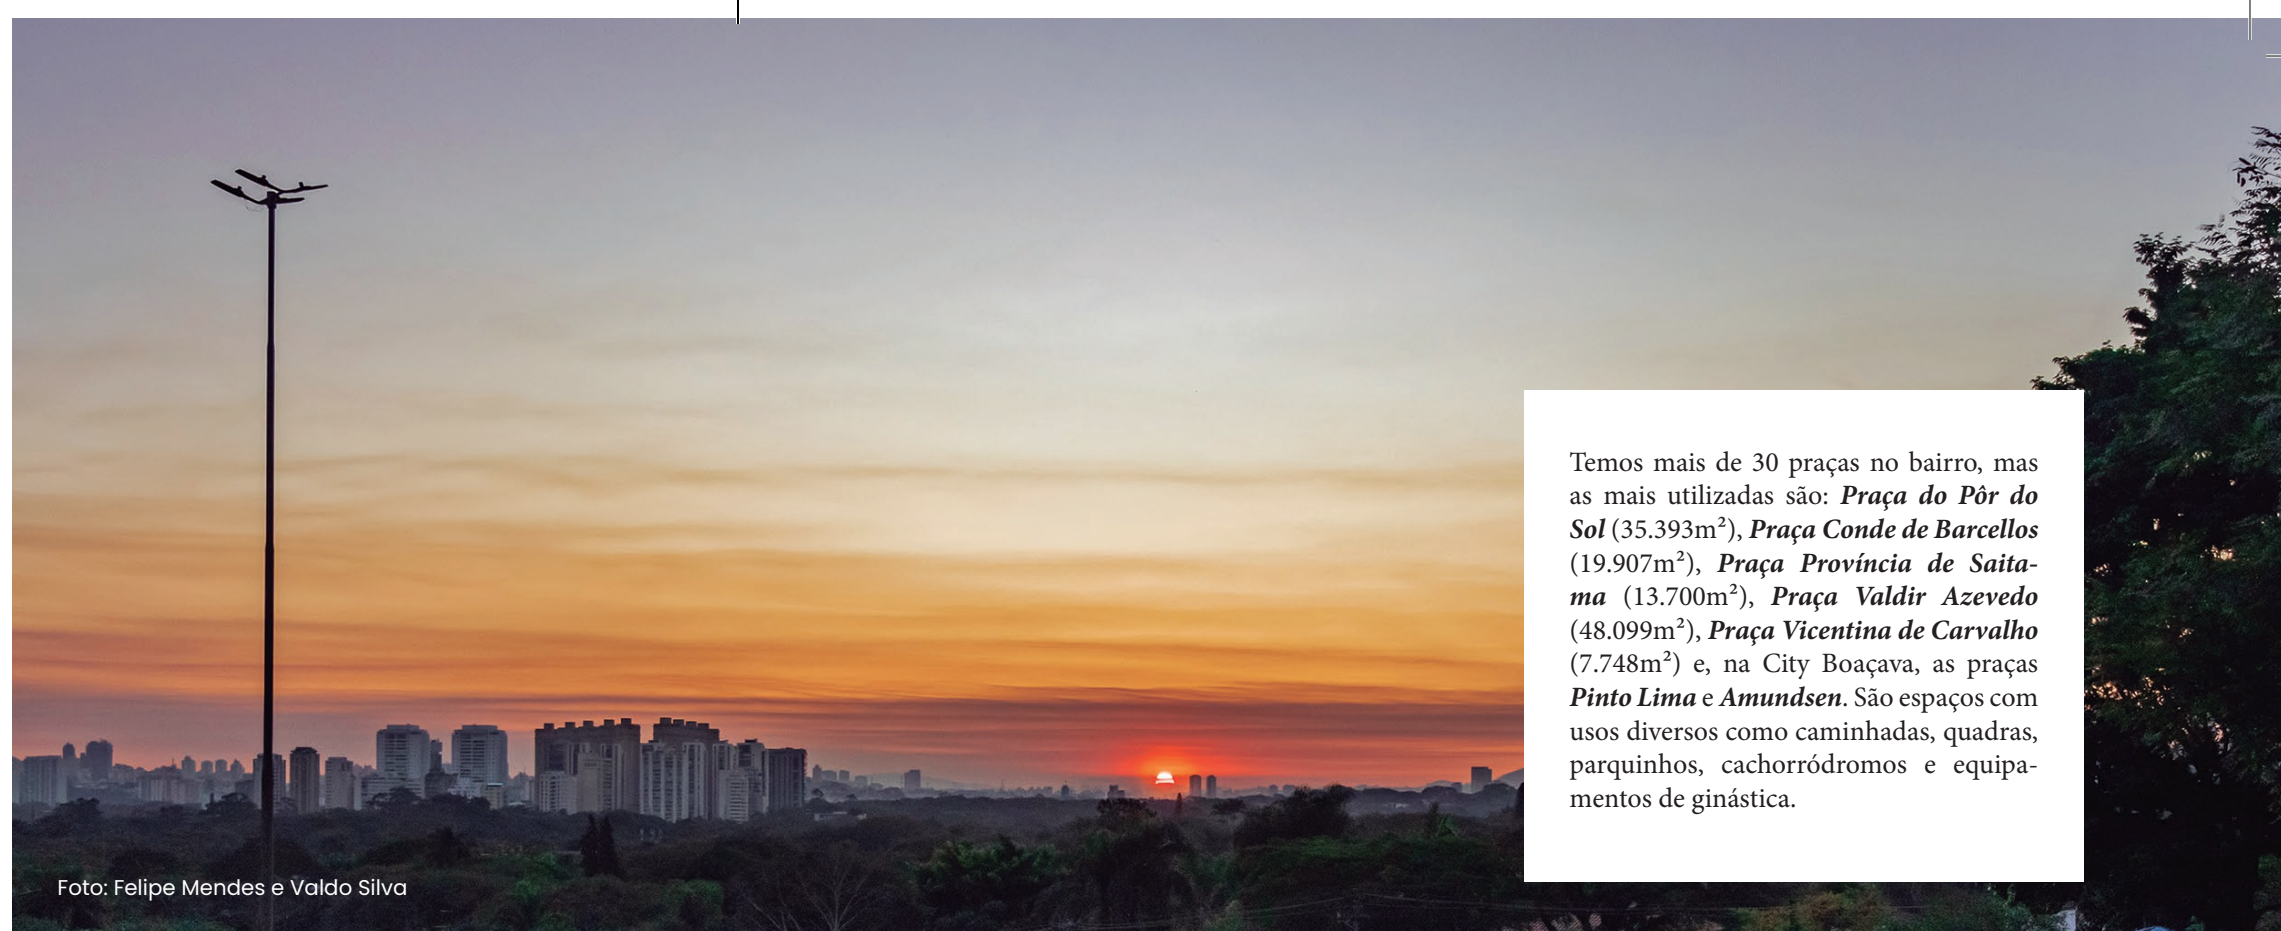 Temos mais de 30 praças no bairro, mas
as mais utilizadas são: Praça do Pôr do
Sol (35.393m²), Praça Conde de Barcellos
(19.907m²), Praça Província de Saita-
ma (13.700m²), Praça Valdir Azevedo
(48.099m²), Praça Vicentina de Carvalho
(7.748m²) e, na City Boaçava, as praças
Pinto Lima e Amundsen. São espaços com
usos diversos como caminhadas, quadras,
parquinhos, cachorródromos e equipa-
mentos de ginástica.
Foto: Felipe Mendes e Valdo Silva